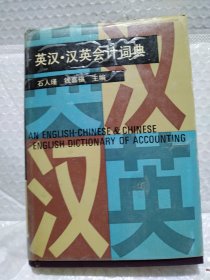 英汉·汉英会计词典
石人瑾 钱嘉福 主编
英 汉
AN ENGLISH-CHINESE & CHINESE
ENGLISH DICTIONARY OF ACCOUNTING
汉 英